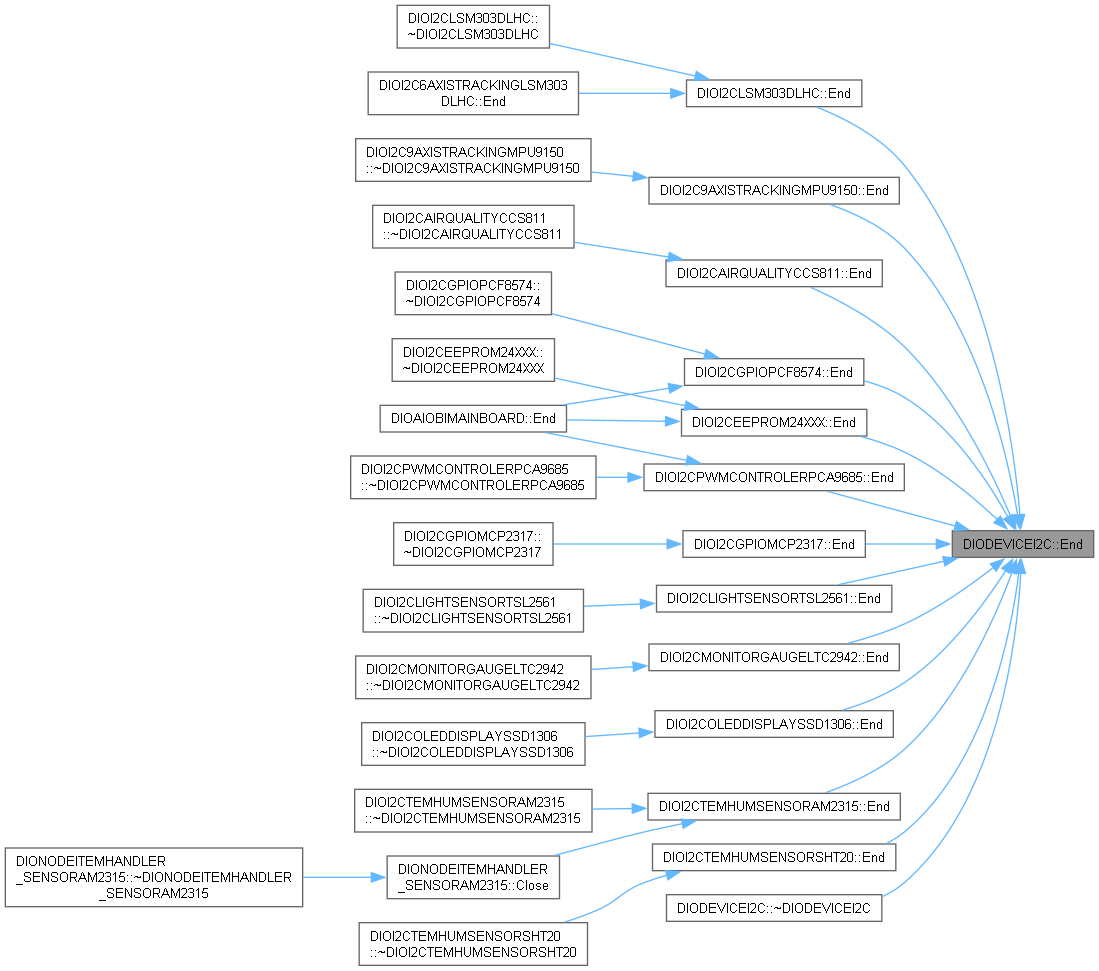 DIOI2CLSM303DLHC::
~DIOI2CLSM303DLHC
DIOI2C6AXISTRACKINGLSM303
DLHC::End
DIOI2CLSM303DLHC::End
DIOI2C9AXISTRACKINGMPU9150
::~DIOI2C9AXISTRACKINGMPU9150
DIOI2C9AXISTRACKINGMPU9150::End
DIOI2CAIRQUALITYCCS811
::~DIOI2CAIRQUALITYCCS811
DIOI2CAIRQUALITYCCS811::End
DIOI2CGPIOPCF8574::
~DIOI2CGPIOPCF8574
DIOI2CEEPROM24XXX::
~DIOI2CEEPROM24XXX
DIOI2CGPIOPCF8574::End
DIOAIOBIMAINBOARD::End
DIOI2CEEPROM24XXX::End
DIOI2CPWMCONTROLERPCA9685
::~DIOI2CPWMCONTROLERPCA9685
DIOI2CPWMCONTROLERPCA9685::End
DIOI2CGPIOMCP2317::
~DIOI2CGPIOMCP2317
DIOI2CGPIOMCP2317::End
DIODEVICEI2C::End
DIOI2CLIGHTSENSORTSL2561
::~DIOI2CLIGHTSENSORTSL2561
DIOI2CLIGHTSENSORTSL2561::End
DIOI2CMONITORGAUGELTC2942
::~DIOI2CMONITORGAUGELTC2942
DIOI2CMONITORGAUGELTC2942::End
DIOI2COLEDDISPLAYSSD1306
::~DIOI2COLEDDISPLAYSSD1306
DIOI2COLEDDISPLAYSSD1306::End
DIOI2CTEMHUMSENSORAM2315
::~DIOI2CTEMHUMSENSORAM2315
DIOI2CTEMHUMSENSORAM2315::End
DIONODEITEMHANDLER
_SENSORAM2315::~DIONODEITEMHANDLER
_SENSORAM2315
DIONODEITEMHANDLER
_SENSORAM2315::Close
DIOI2CTEMHUMSENSORSHT20::End
DIODEVICEI2C::~DIODEVICEI2C
DIOI2CTEMHUMSENSORSHT20
::~DIOI2CTEMHUMSENSORSHT20